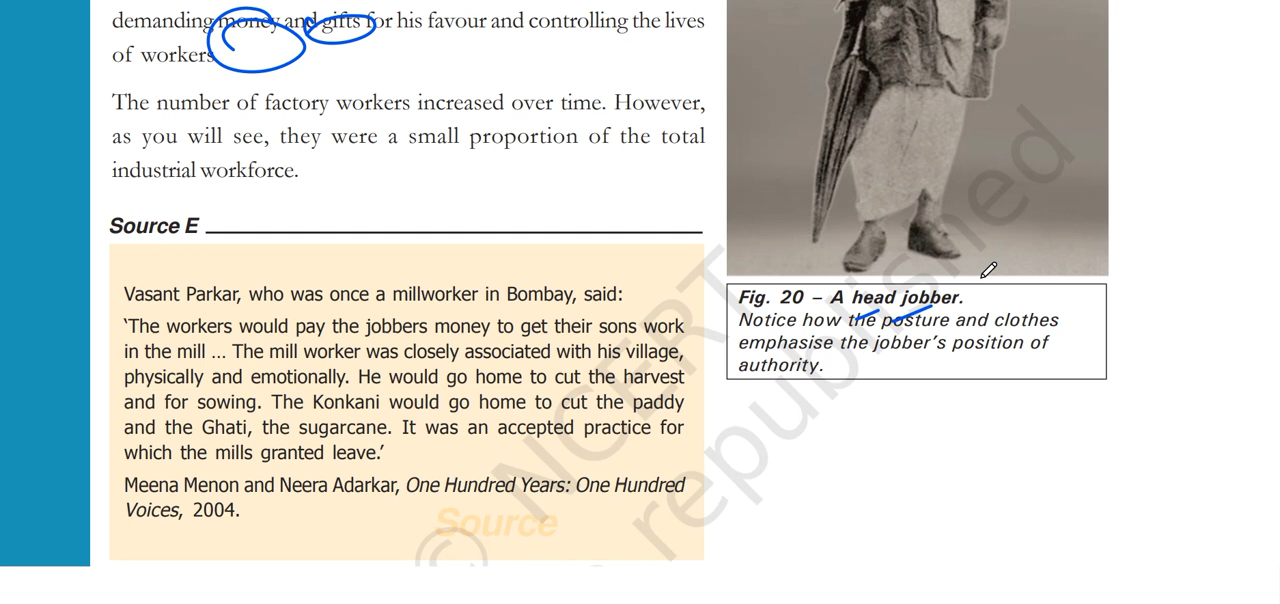 demanding money and gifts for his favour and controlling the lives
of workers.
The number of factory workers increased over time. However,
as you will see, they were a small proportion of the total
industrial workforce.
Source E
Vasant Parkar, who was once a millworker in Bombay, said:
‘The workers would pay the jobbers money to get their sons work
in the mill ... The mill worker was closely associated with his village,
physically and emotionally. He would go home to cut the harvest
and for sowing. The Konkani would go home to cut the paddy
and the Ghati, the sugarcane. It was an accepted practice for
which the mills granted leave.’
Meena Menon and Neera Adarkar, One Hundred Years: One Hundred
Voices, 2004.
Source
Fig. 20 – A head jobber.
Notice how the posture and clothes
emphasise the jobber’s position of
authority.
© NCERT
republished